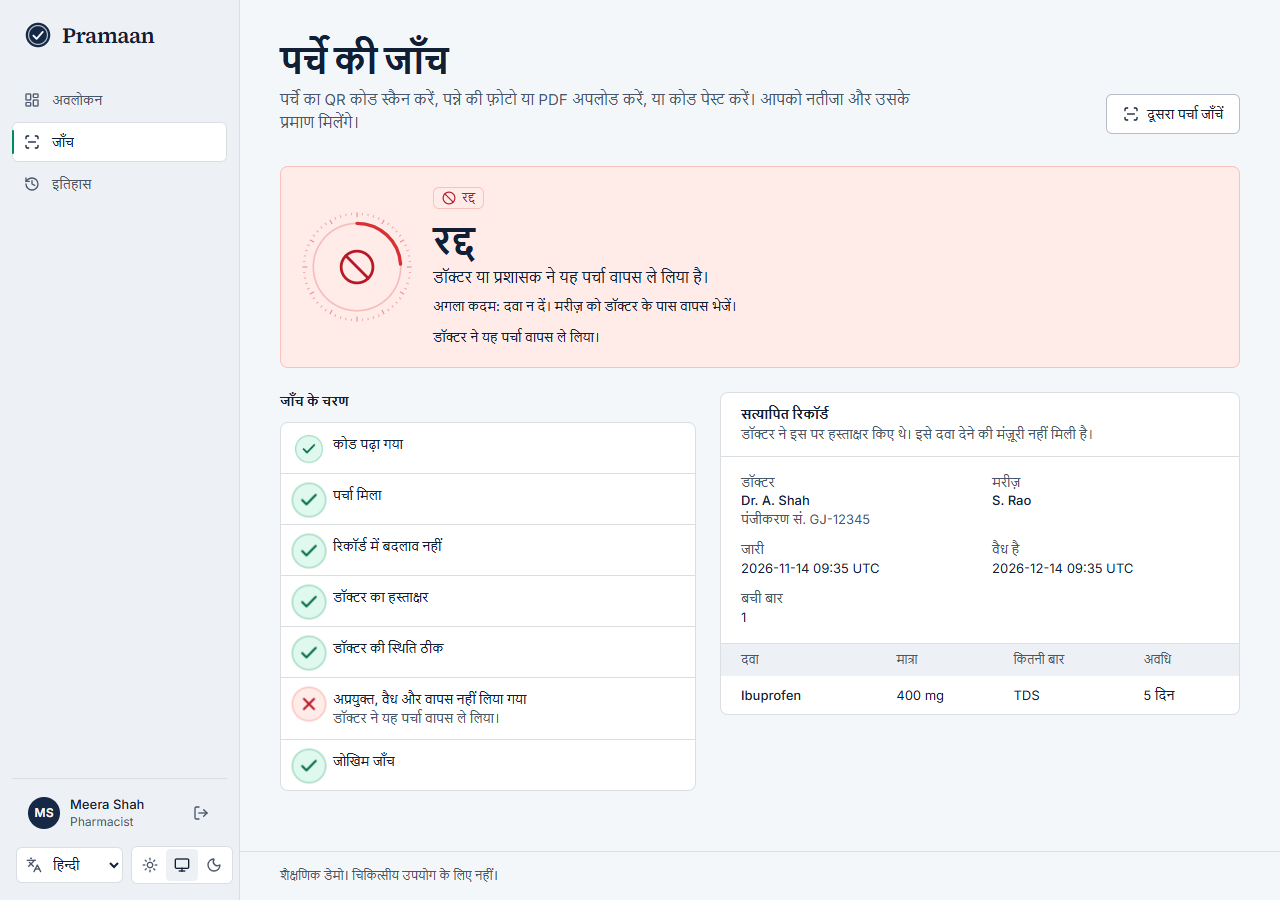 Pramaan
अवलोकन
जाँच
इतिहास
Meera Shah
MS
Pharmacist
हिन्दी
पर्चे की जाँच
पर्चे का QR कोड स्कैन करें, पन्ने की फ़ोटो या PDF अपलोड करें, या कोड पेस्ट करें। आपको नतीजा और उसके
प्रमाण मिलेंगे।
दूसरा पर्चा जाँचें
रद्द
रद्द
डॉक्टर या प्रशासक ने यह पर्चा वापस ले लिया है।
अगला कदम: दवा न दें। मरीज़ को डॉक्टर के पास वापस भेजें।
डॉक्टर ने यह पर्चा वापस ले लिया।
जाँच के चरण
कोड पढ़ा गया
पर्चा मिला
रिकॉर्ड में बदलाव नहीं
डॉक्टर का हस्ताक्षर
डॉक्टर की स्थिति ठीक
अप्रयुक्त, वैध और वापस नहीं लिया गया
डॉक्टर ने यह पर्चा वापस ले लिया।
जोखिम जाँच
सत्यापित रिकॉर्ड
डॉक्टर ने इस पर हस्ताक्षर किए थे। इसे दवा देने की मंज़ूरी नहीं मिली है।
डॉक्टर मरीज़
Dr. A. Shah S. Rao
पंजीकरण सं. GJ-12345
जारी वैध है
2026-11-14 09:35 UTC 2026-12-14 09:35 UTC
बची बार
1
दवा मात्रा कितनी बार अवधि
Ibuprofen 400 mg TDS 5 दिन
शैक्षणिक डेमो। चिकित्सीय उपयोग के लिए नहीं।